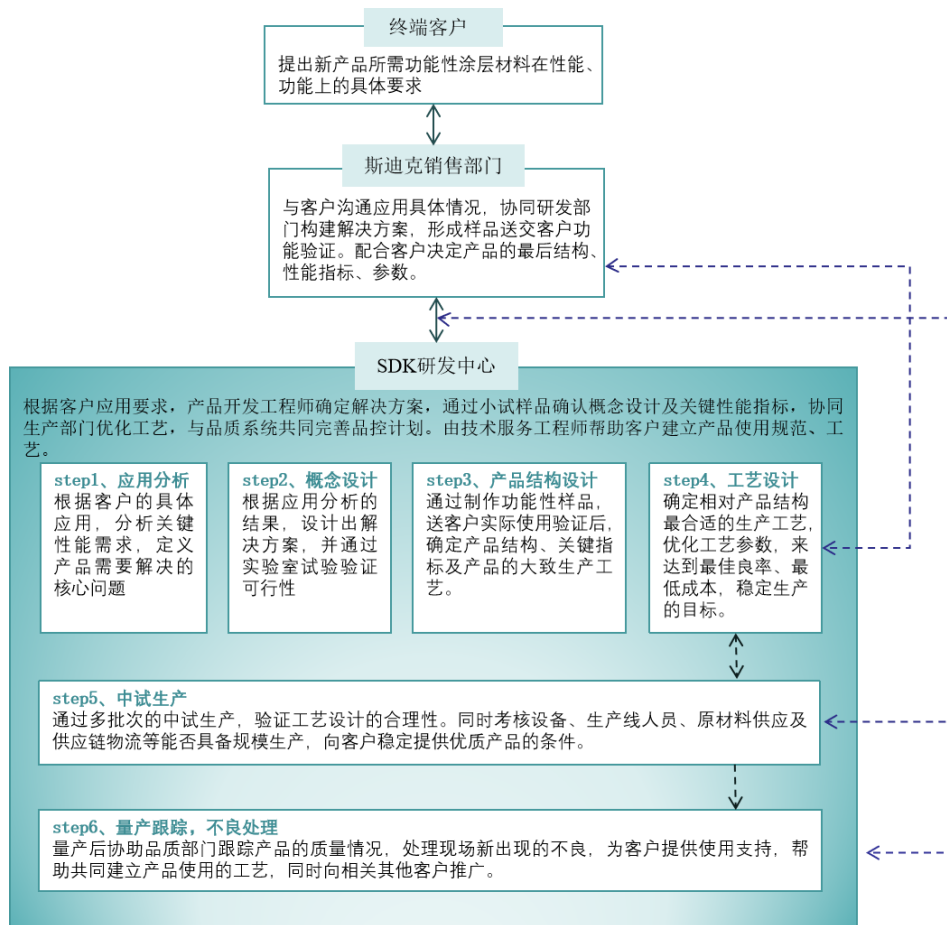 终端客户
提出新产品所需功能性涂层材料在性能、
功能上的具体要求
斯迪克销售部门
与客户沟通应用具体情况，协同研发部
门构建解决方案，形成样品送交客户功
能验证。配合客户决定产品的最后结构、
性能指标、参数。
SDK研发中心
根据客户应用要求，产品开发工程师确定解决方案，通过小试样品确认概念设计及关键性能指标，协同
生产部门优化工艺，与品质系统共同完善品控计划。由技术服务工程师帮助客户建立产品使用规范、工
艺。
step1、应用分析
根据客户的具体
应用，分析关键
性能需求，定义
产品需要解决的
核心问题
step2、概念设计
根据应用分析的
结果，设计出解
决方案，并通过
实验室试验验证
可行性
step3、产品结构设计
通过制作功能性样品，
送客户实际使用验证后，
确定产品结构、关键指
标及产品的大致生产工
艺。
step4、工艺设计
确定相对产品结构
最合适的生产工艺，
优化工艺参数，来
达到最佳良率、最
低成本，稳定生产
的目标。
step5、中试生产
通过多批次的中试生产，验证工艺设计的合理性。同时考核设备、生产线人员、原材料供应及
供应链物流等能否具备规模生产，向客户稳定提供优质产品的条件。
step6、量产跟踪，不良处理
量产后协助品质部门跟踪产品的质量情况，处理现场新出现的不良，为客户提供使用支持，帮
助共同建立产品使用的工艺，同时向相关其他客户推广。